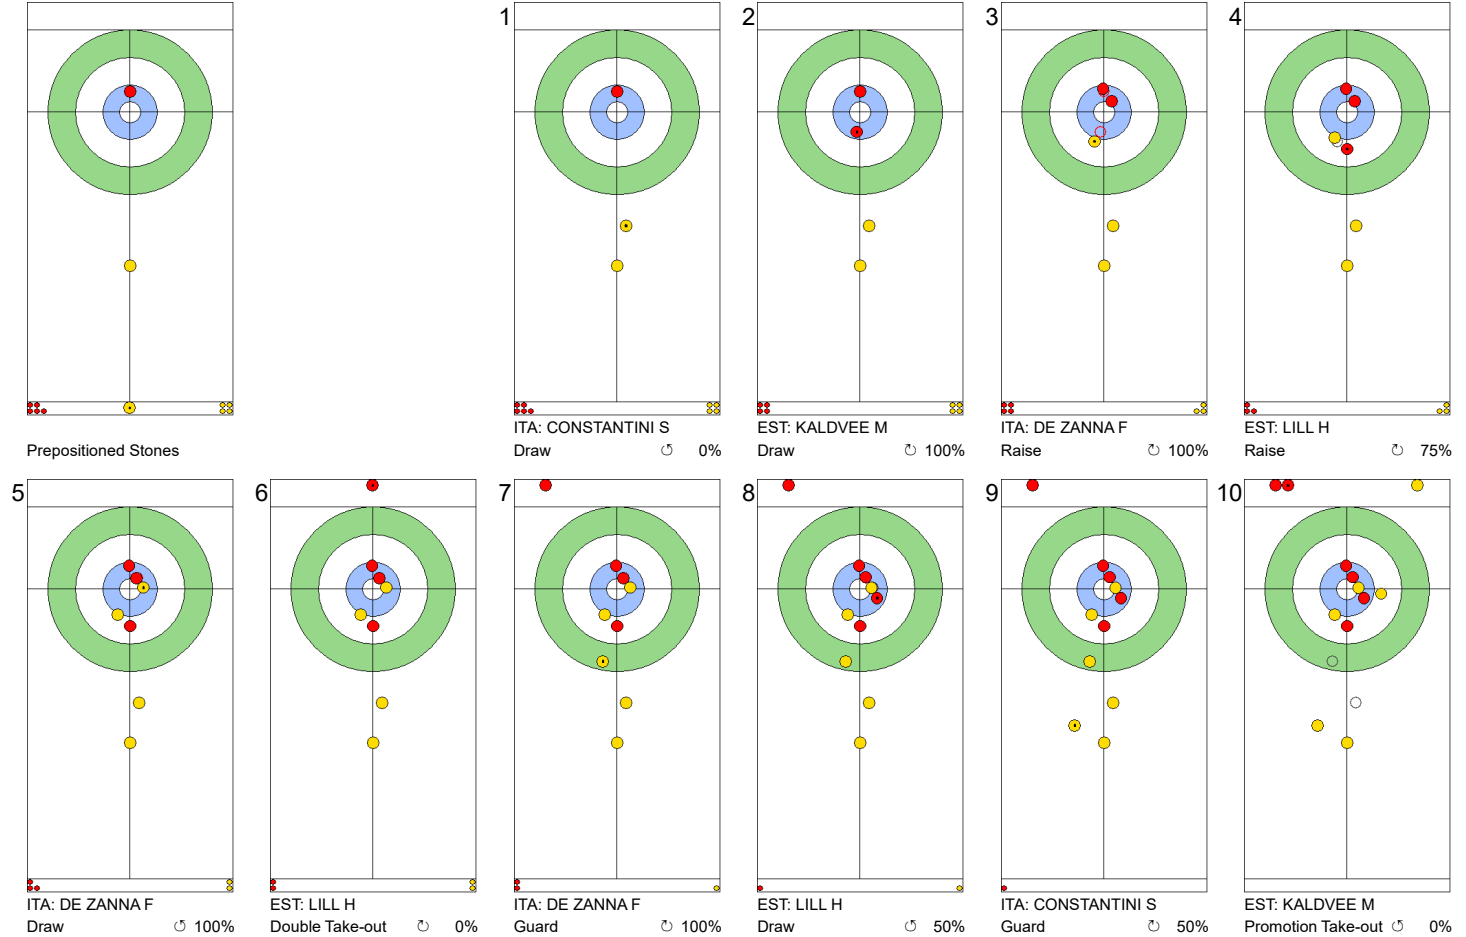 1
2
3
4
Prepositioned Stones
ITA: CONSTANTINI S
Draw ↺ 0%
EST: KALDVEE M
Draw ↻ 100%
ITA: DE ZANNA F
Raise ↻ 100%
EST: LILL H
Raise ↻ 75%
5
6
7
8
9
10
ITA: DE ZANNA F
Draw ↺ 100%
EST: LILL H
Double Take-out ↻ 0%
ITA: DE ZANNA F
Guard ↻ 100%
EST: LILL H
Draw ↺ 50%
ITA: CONSTANTINI S
Guard ↻ 50%
EST: KALDVEE M
Promotion Take-out ↺ 0%